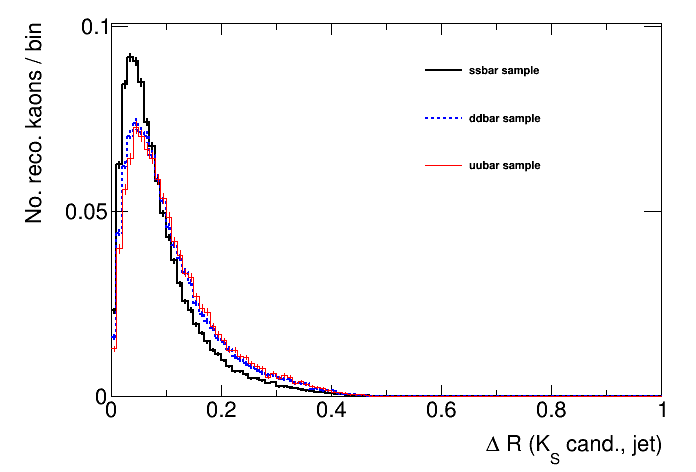 No. reco. kaons / bin
0.1
0.05
0
ssbar sample
ddbar sample
uubar sample
0 0.2 0.4 0.6 0.8 1
Δ R (K_S cand., jet)